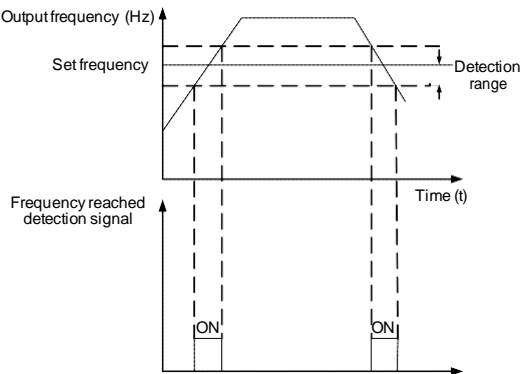 Output frequency (Hz)
Set frequency
Detection
range
Time (t)
Frequency reached
detection signal
ON
ON